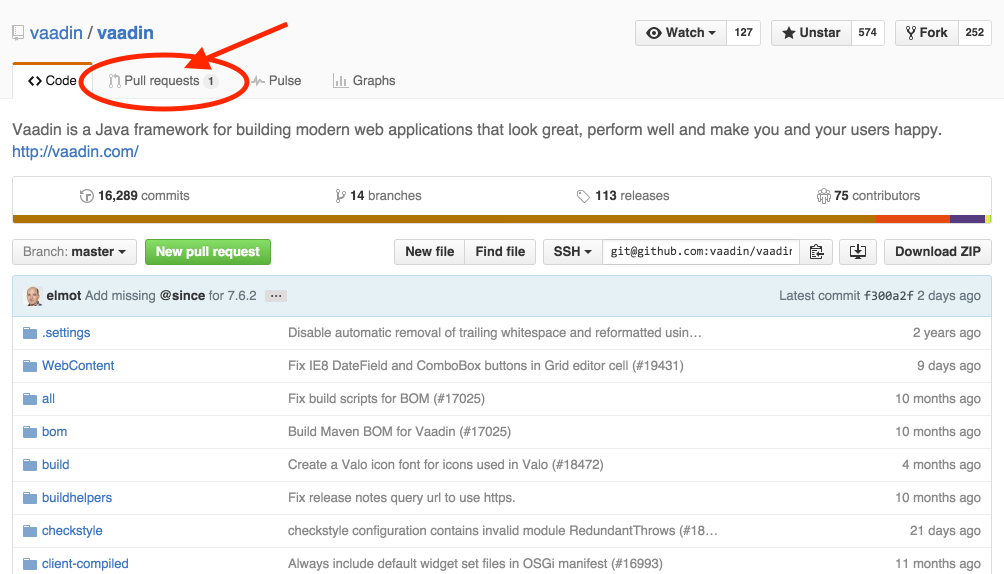 vaadin / vaadin
Watch 127 Unstar 574 Fork 252
Code Pull requests 1 Pulse Graphs
Vaadin is a Java framework for building modern web applications that look great, perform well and make you and your users happy.
http://vaadin.com/
16,289 commits 14 branches 113 releases 75 contributors
Branch: master New pull request New file Find file SSH git@github.com:vaadin/vaadin Download ZIP
elmot Add missing @since for 7.6.2 … Latest commit f300a2f 2 days ago
.settings Disable automatic removal of trailing whitespace and reformatted usin… 2 years ago
WebContent Fix IE8 DateField and ComboBox buttons in Grid editor cell (#19431) 9 days ago
all Fix build scripts for BOM (#17025) 10 months ago
bom Build Maven BOM for Vaadin (#17025) 10 months ago
build Create a Valo icon font for icons used in Valo (#18472) 4 months ago
buildhelpers Fix release notes query url to use https. 10 months ago
checkstyle checkstyle configuration contains invalid module RedundantThrows (#18… 21 days ago
client-compiled Always include default widget set files in OSGi manifest (#16993) 11 months ago